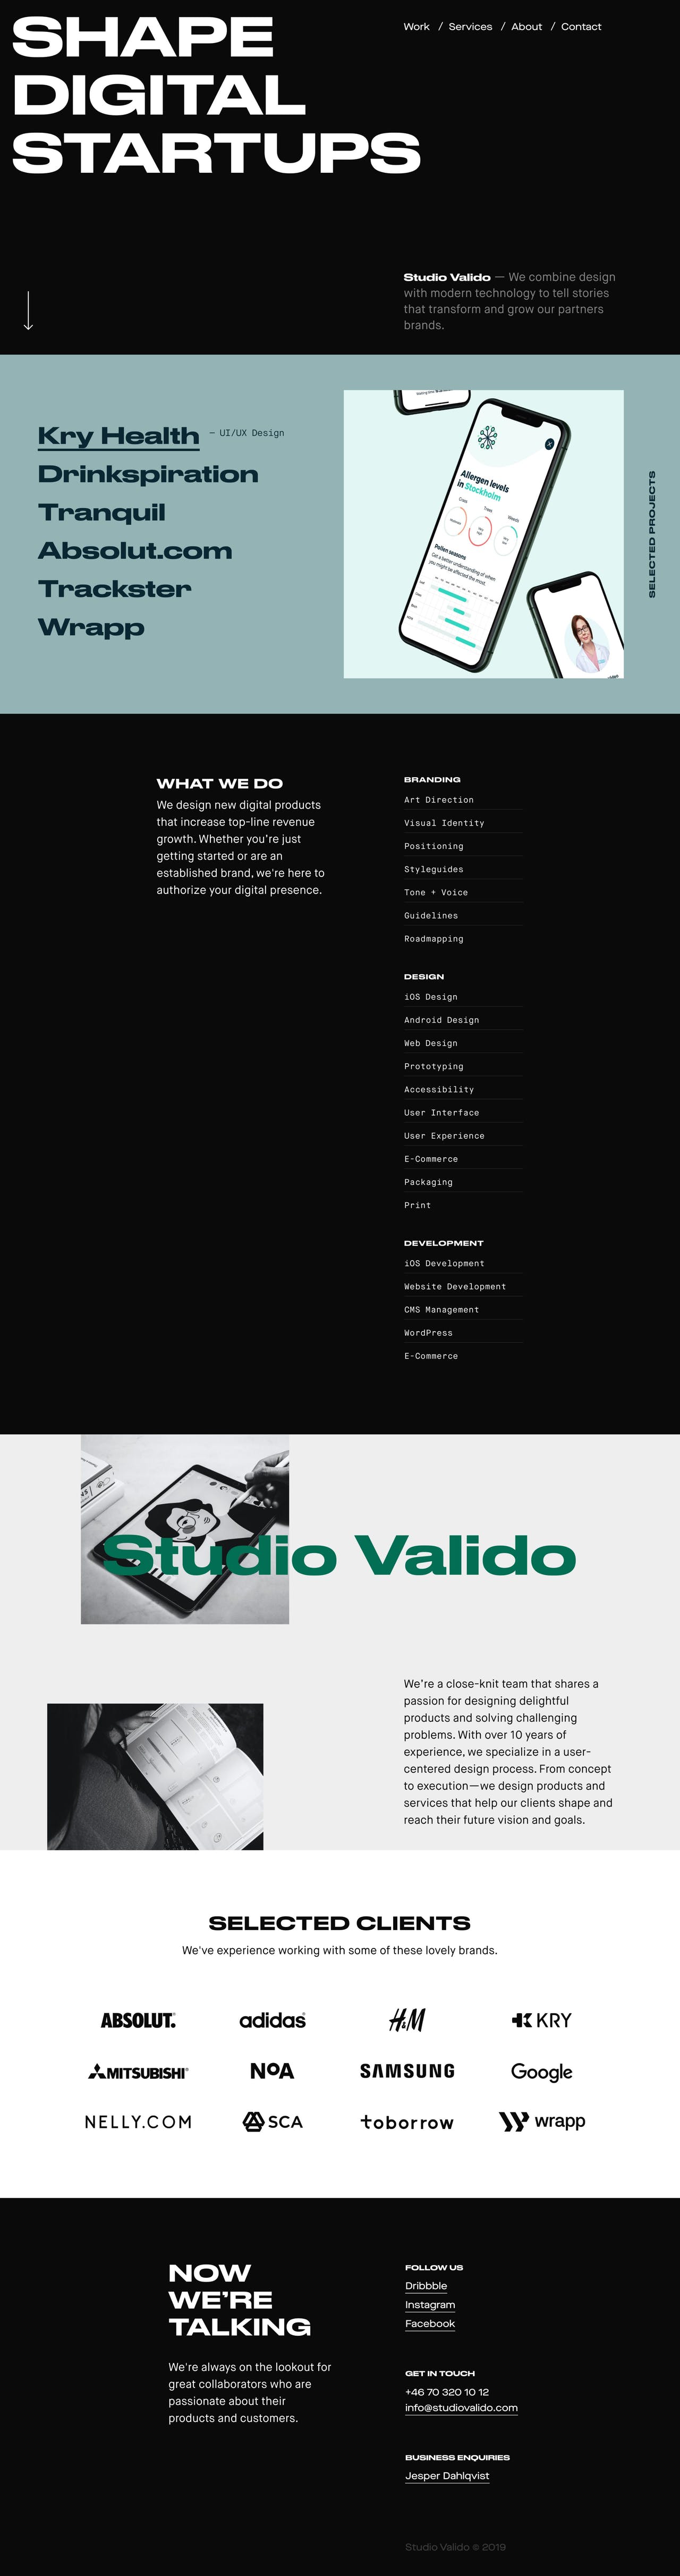 SHAPE
DIGITAL
STARTUPS
Work / Services / About / Contact
Studio Valido — We combine design
with modern technology to tell stories
that transform and grow our partners
brands.
Kry Health — UI/UX Design
Drinkspiration
Tranquil
Absolut.com
Trackster
Wrapp
Allergen levels
in Stockholm
Pollen seasons
Get a better understanding of when
you might be affected the most.
SELECTED PROJECTS
WHAT WE DO
We design new digital products
that increase top-line revenue
growth. Whether you’re just
getting started or are an
established brand, we’re here to
authorize your digital presence.
BRANDING
Art Direction
Visual Identity
Positioning
Styleguides
Tone + Voice
Guidelines
Roadmapping
DESIGN
iOS Design
Android Design
Web Design
Prototyping
Accessibility
User Interface
User Experience
E-Commerce
Packaging
Print
DEVELOPMENT
iOS Development
Website Development
CMS Management
WordPress
E-Commerce
Studio Valido
We’re a close-knit team that shares a
passion for designing delightful
products and solving challenging
problems. With over 10 years of
experience, we specialize in a user-
centered design process. From concept
to execution—we design products and
services that help our clients shape and
reach their future vision and goals.
SELECTED CLIENTS
We've experience working with some of these lovely brands.
ABSOLUT. adidas H&M KRY
MITSUBISHI NOA SAMSUNG Google
NELLY.COM SCA toborrow wrapp
NOW
WE’RE
TALKING
We’re always on the lookout for
great collaborators who are
passionate about their
products and customers.
FOLLOW US
Dribbble
Instagram
Facebook
GET IN TOUCH
+46 70 320 10 12
info@studiovalido.com
BUSINESS ENQUIRIES
Jesper Dahlqvist
Studio Valido © 2019